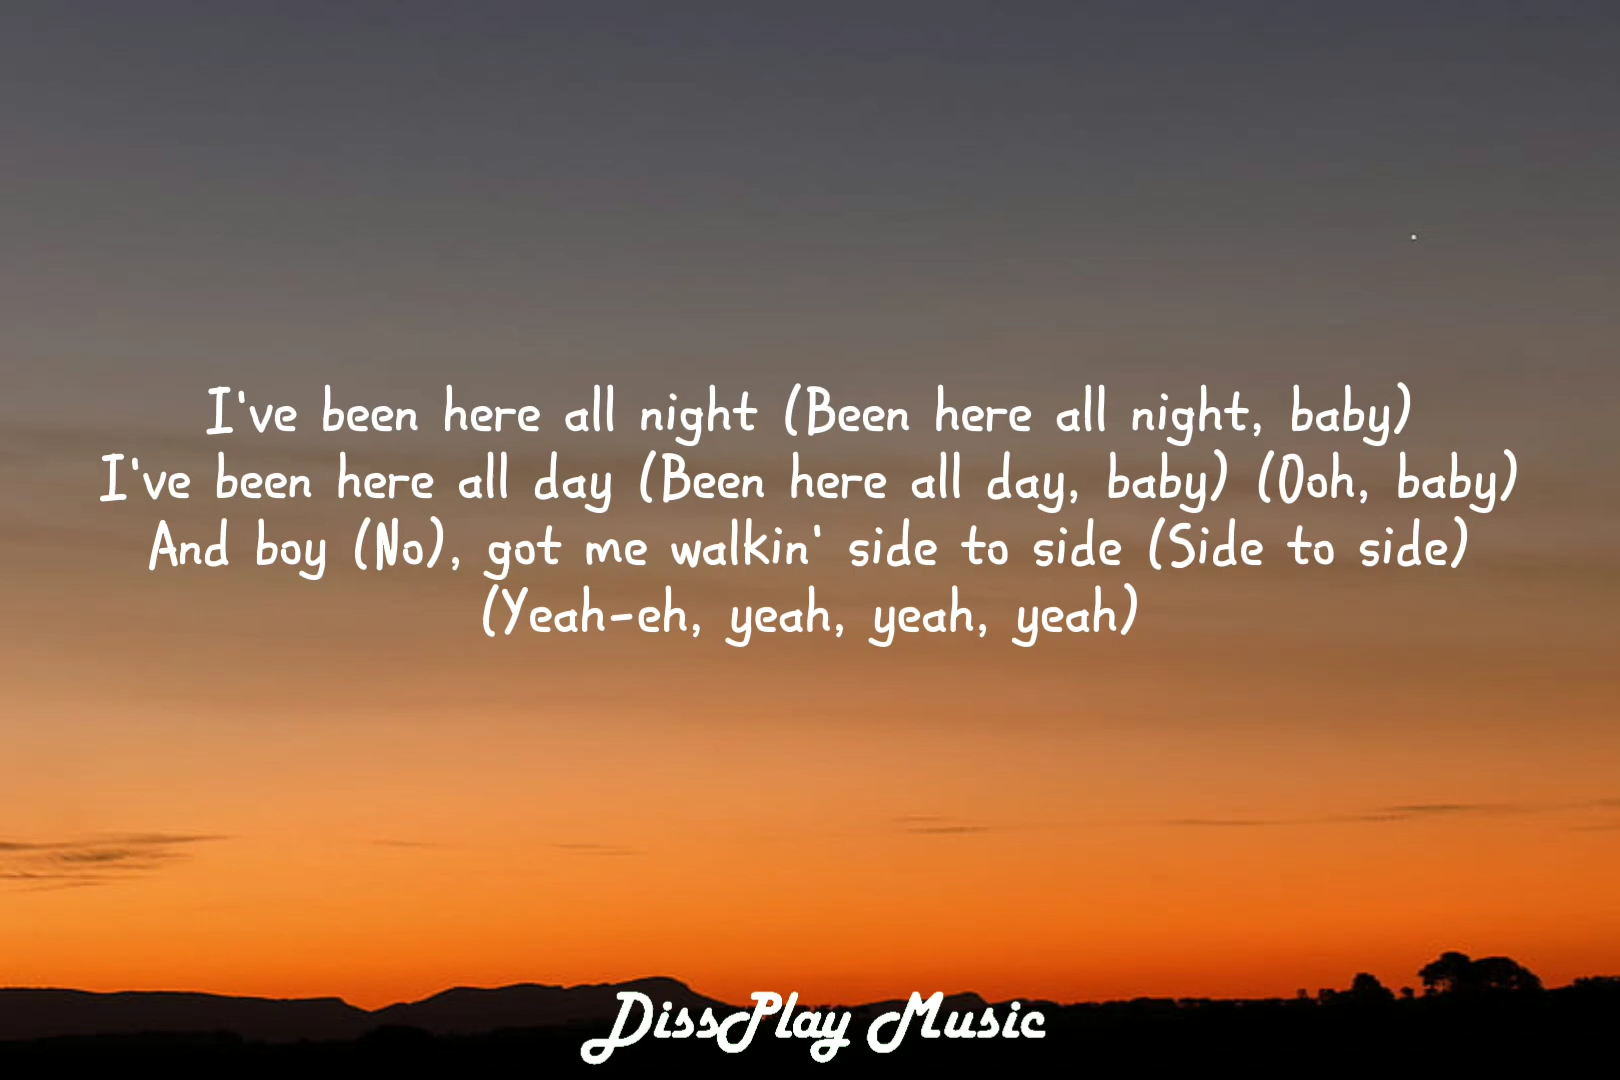 I've been here all night (Been here all night, baby)
I've been here all day (Been here all day, baby) (Ooh, baby)
And boy (No), got me walkin' side to side (Side to side)
(Yeah-eh, yeah, yeah, yeah)
DissPlay Music